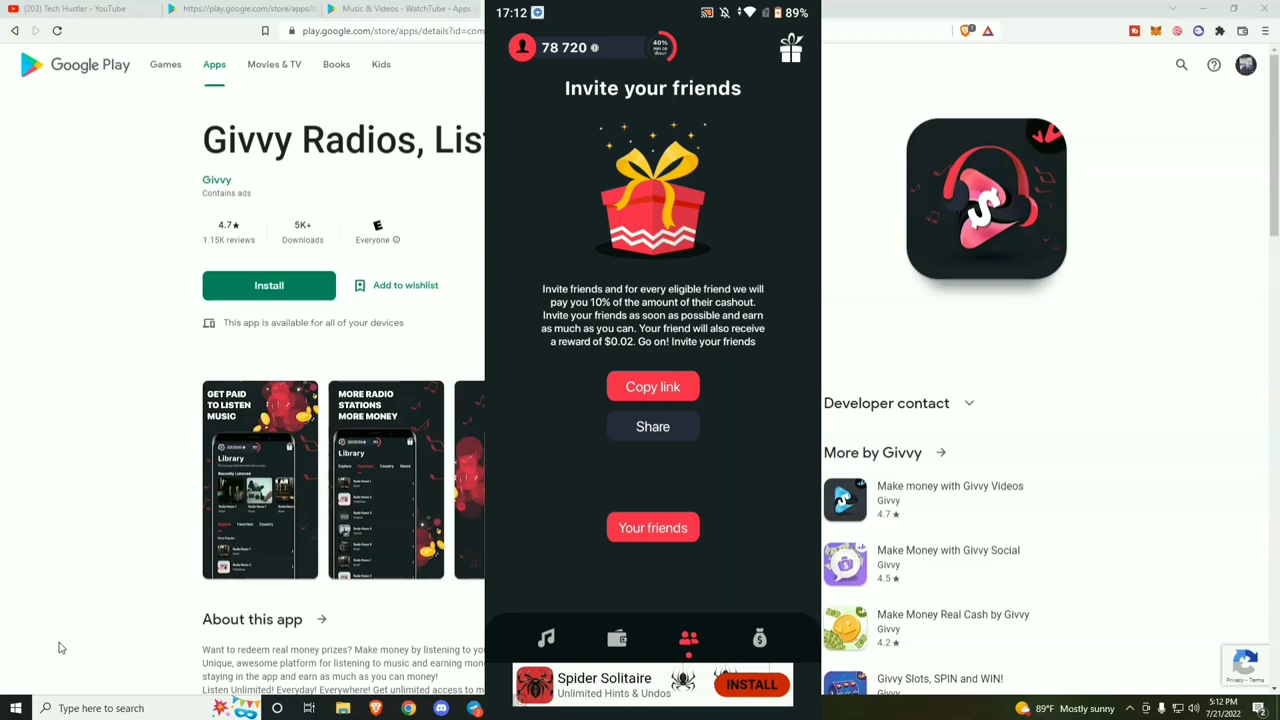 (203) Tech Hustler - YouTube
https://play.google.com/store/apps/d
Music & Videos - WatchTube - Apps
play.google.com/store/apps/details?id=com
Google Play
Games
Apps
Movies & TV
Books
Kids
Givvy Radios, Lis
Givvy
Contains ads
4.7★
1.15K reviews
5K+
Downloads
E
Everyone
Install
Add to wishlist
This app is available for all of your devices
GET PAID
TO LISTEN
MUSIC
Library
MORE RADIO
STATIONS
MORE MONEY
Library
About this app
Want to redeem real money prizes? Make money by listening to yo
Unique, awesome platform for listening to music and earning mon
staying in the app and earn as much as you can money!
Listen Unlimited! Everyday! Everywhere! Get unlimited access to m
17:12
89%
78 720
40%
Invite your friends
Invite friends and for every eligible friend we will
pay you 10% of the amount of their cashout.
Invite your friends as soon as possible and earn
as much as you can. Your friend will also receive
a reward of $0.02. Go on! Invite your friends
Copy link
Share
Your friends
Spider Solitaire
Unlimited Hints & Undos
INSTALL
Developer contact
More by Givvy
Make money with Givvy Videos
Givvy
4.7★
Make Money with Givvy Social
Givvy
4.5★
Make Money Real Cash by Givvy
Givvy
4.2★
Givvy Slots, SPIN and WIN!
Givvy
Privacy - Terms
Type here to search
89°F Mostly sunny
5:12 PM
7/21/2022